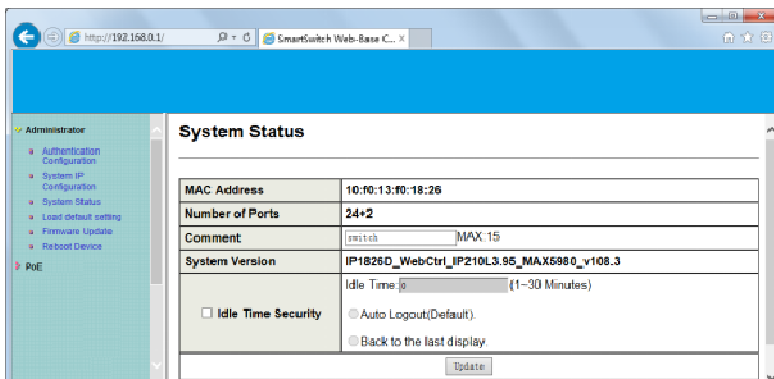 http://192.168.0.1/
SmartSwitch Web-Base C...
Administrator
Authentication
Configuration
System IP
Configuration
System Status
Load default setting
Firmware Update
Reboot Device
PoE
System Status
MAC Address 10:f0:13:f0:18:26
Number of Ports 24+2
Comment switch MAX:15
System Version IP1826D_WebCtrl_IP210L3.95_MAX5980_v108.3
Idle Time Security
Idle Time: 0 (1~30 Minutes)
Auto Logout(Default).
Back to the last display.
Update